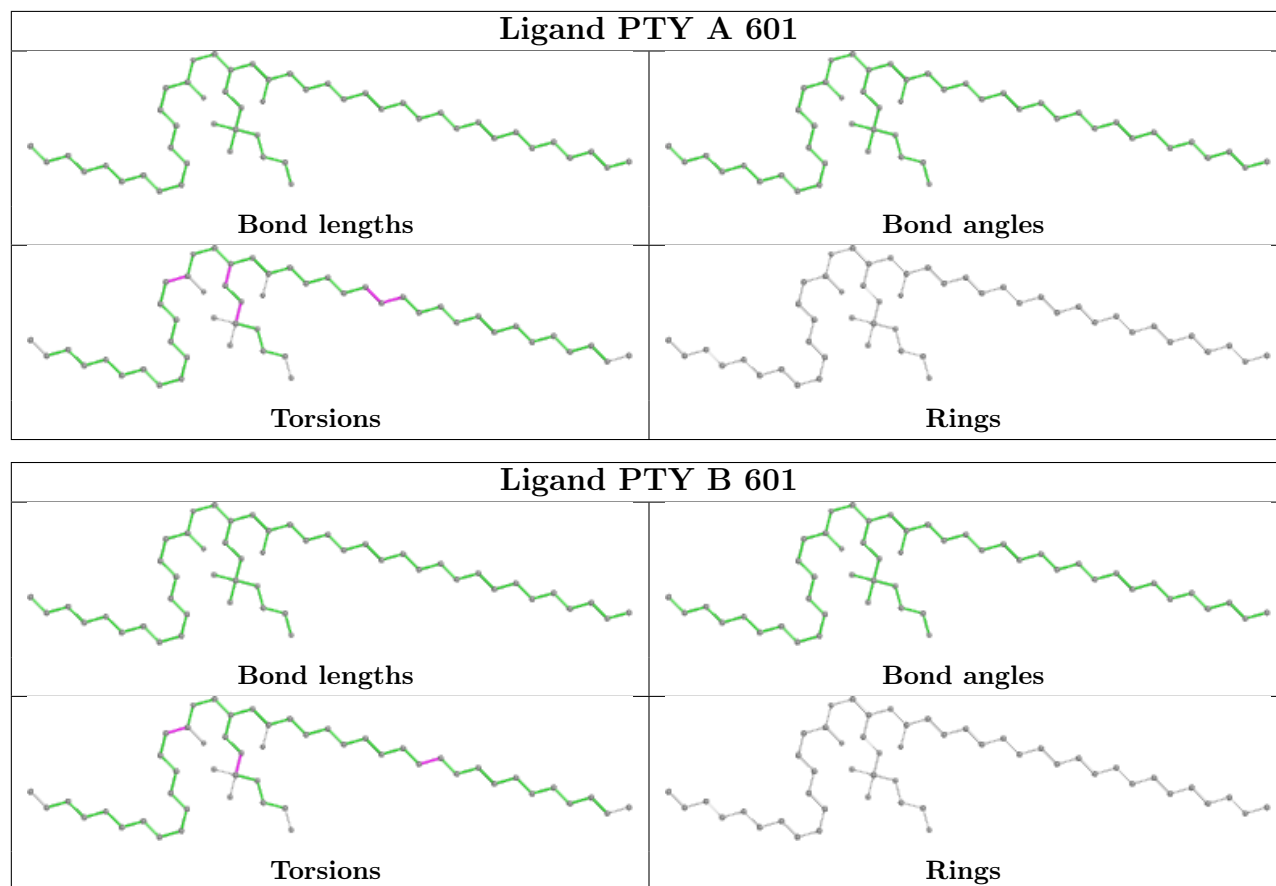 Ligand PTY A 601
Bond lengths
Bond angles
Torsions
Rings
Ligand PTY B 601
Bond lengths
Bond angles
Torsions
Rings